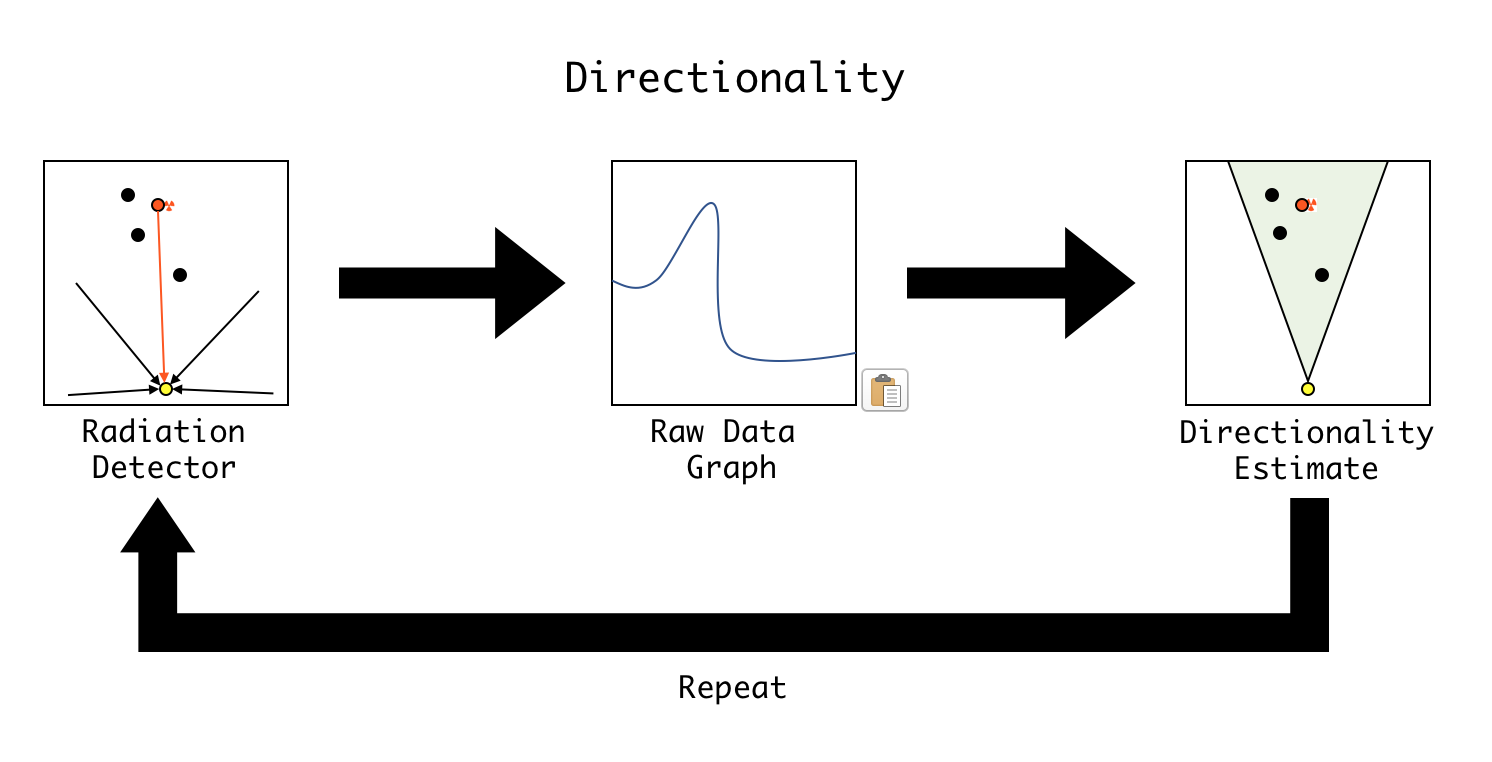 Directionality
Radiation
Detector
Raw Data
Graph
Directionality
Estimate
Repeat